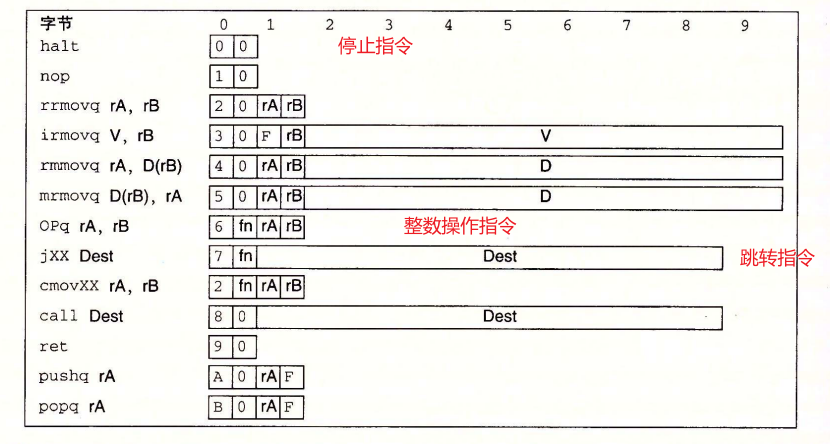 字节 0 1 2 3 4 5 6 7 8 9
halt 0 0 停止指令
nop 1 0
rrmovq rA, rB 2 0 rA rB
irmovq V, rB 3 0 F rB V
rmmovq rA, D(rB) 4 0 rA rB D
mrmovq D(rB), rA 5 0 rA rB D
OPq rA, rB 6 fn rA rB 整数操作指令
jXX Dest 7 fn Dest 跳转指令
cmovXX rA, rB 2 fn rA rB
call Dest 8 0 Dest
ret 9 0
pushq rA A 0 rA F
popq rA B 0 rA F